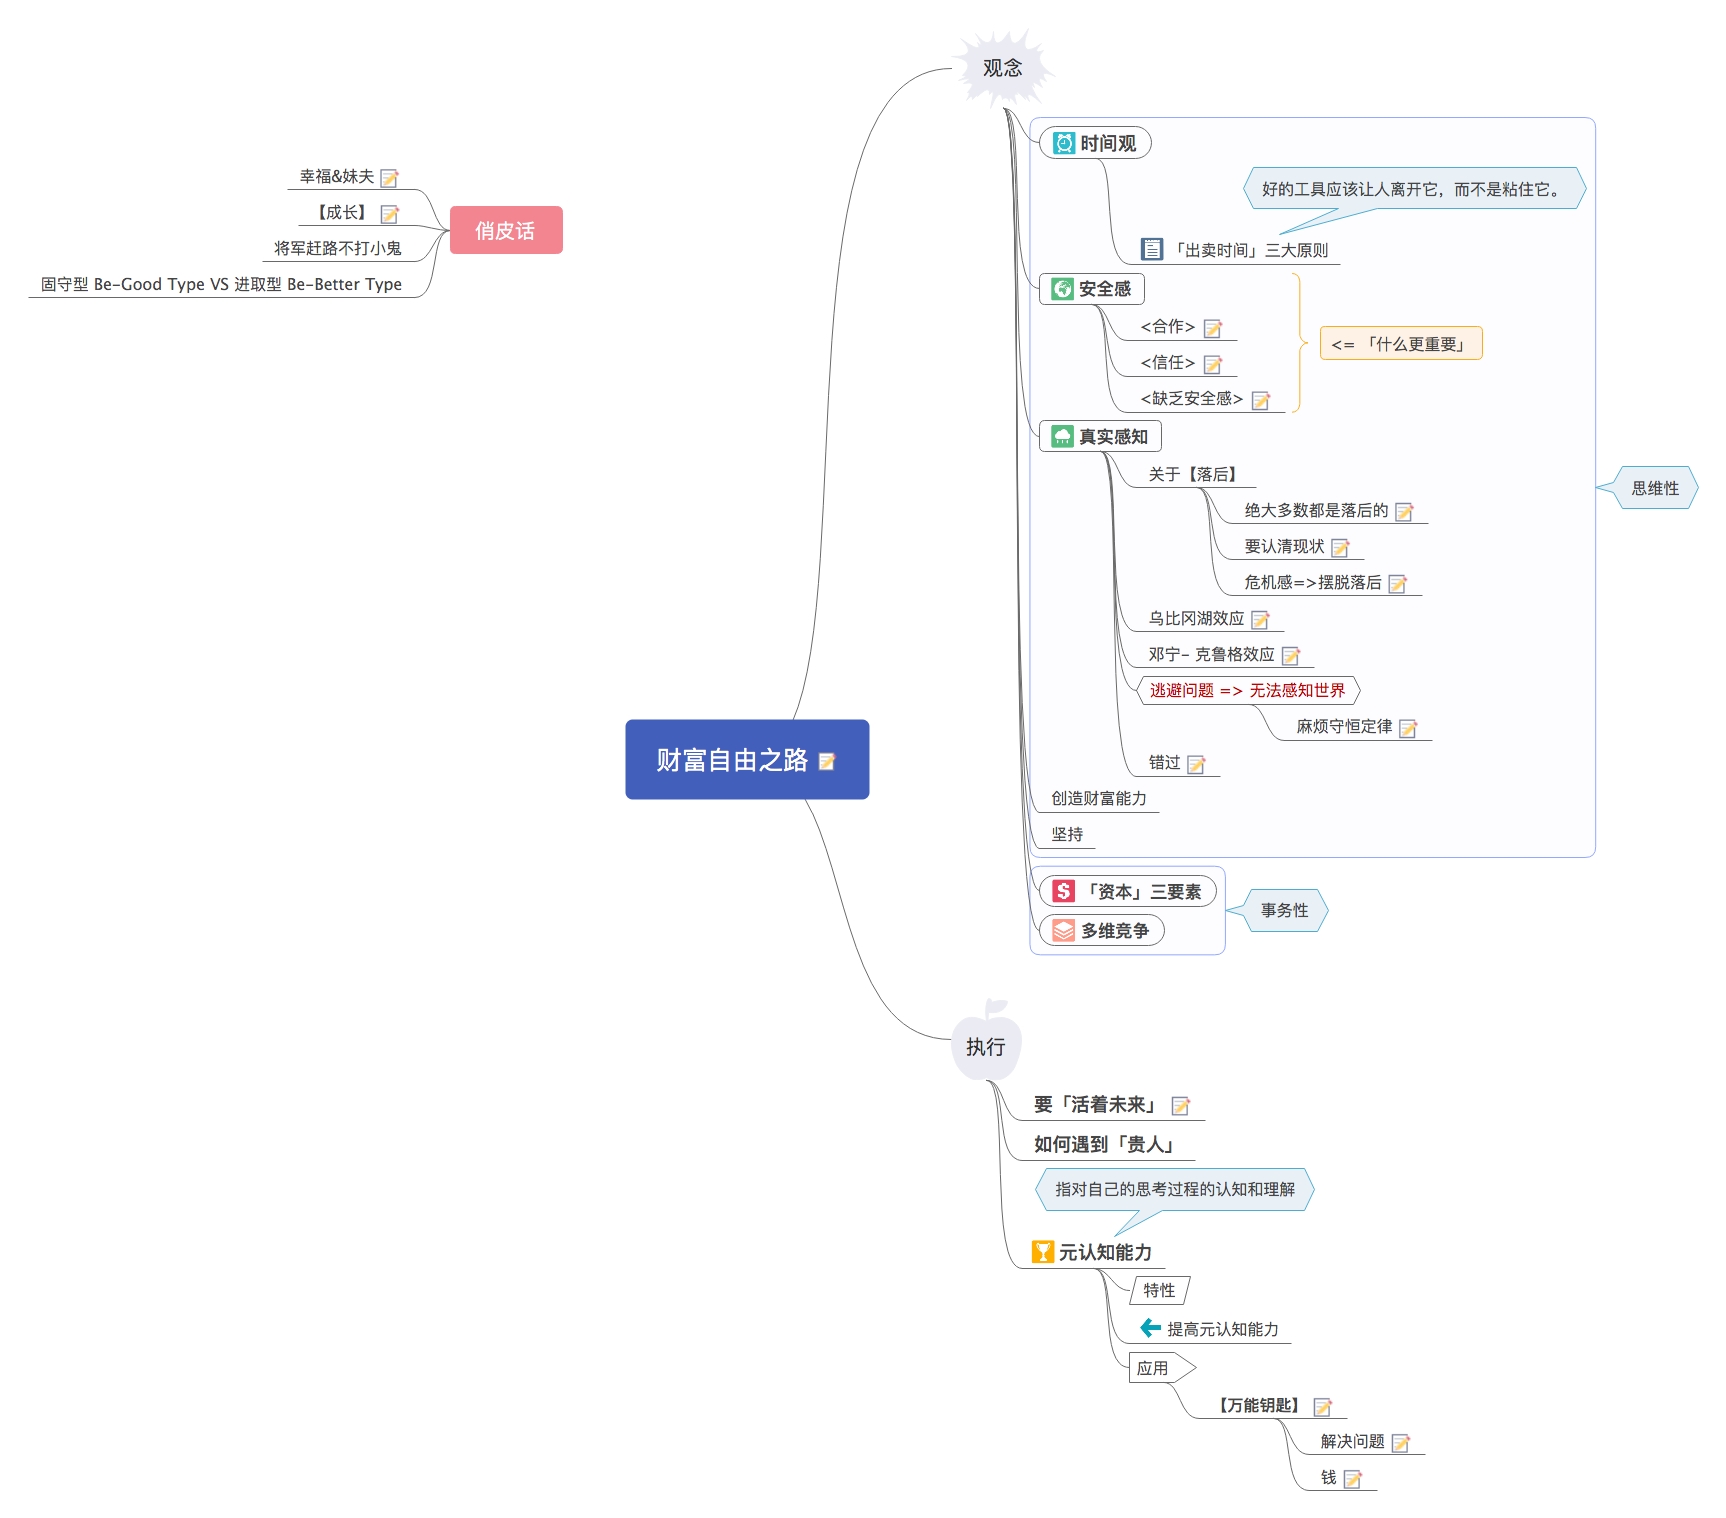 观念
时间观
好的工具应该让人离开它，而不是粘住它。
「出卖时间」三大原则
安全感
<合作>
<信任>
<缺乏安全感>
<= 「什么更重要」
真实感知
关于【落后】
绝大多数都是落后的
要认清现状
危机感=>摆脱落后
乌比冈湖效应
邓宁- 克鲁格效应
逃避问题 => 无法感知世界
麻烦守恒定律
错过
创造财富能力
坚持
思维性
「资本」三要素
多维竞争
事务性
俏皮话
幸福&妹夫
【成长】
将军赶路不打小鬼
固守型 Be-Good Type VS 进取型 Be-Better Type
财富自由之路
执行
要「活着未来」
如何遇到「贵人」
指对自己的思考过程的认知和理解
元认知能力
特性
提高元认知能力
应用
【万能钥匙】
解决问题
钱